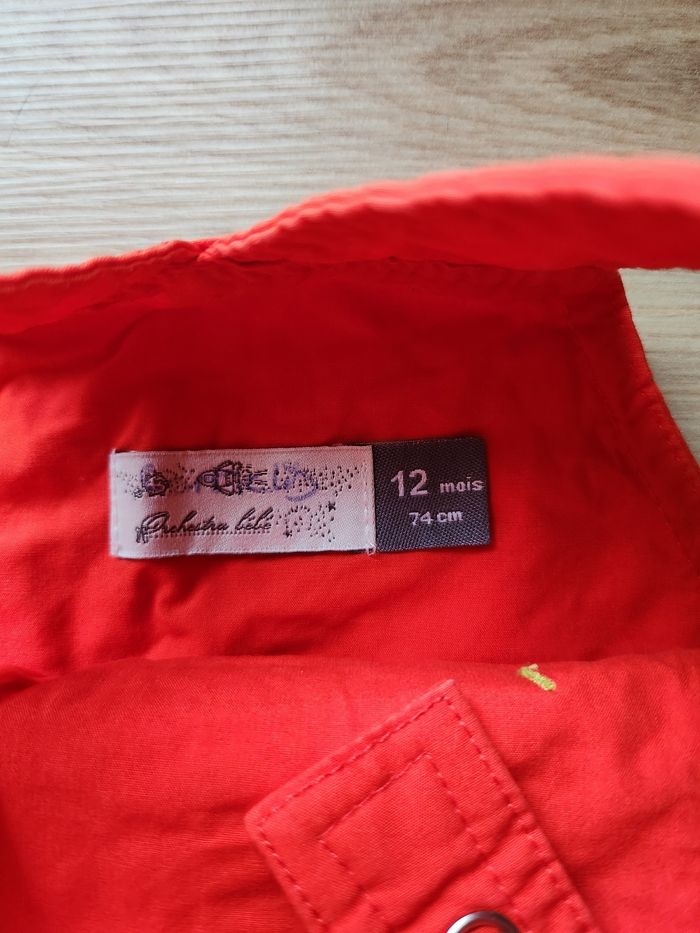 Orchestra bébé
12 mois
74 cm